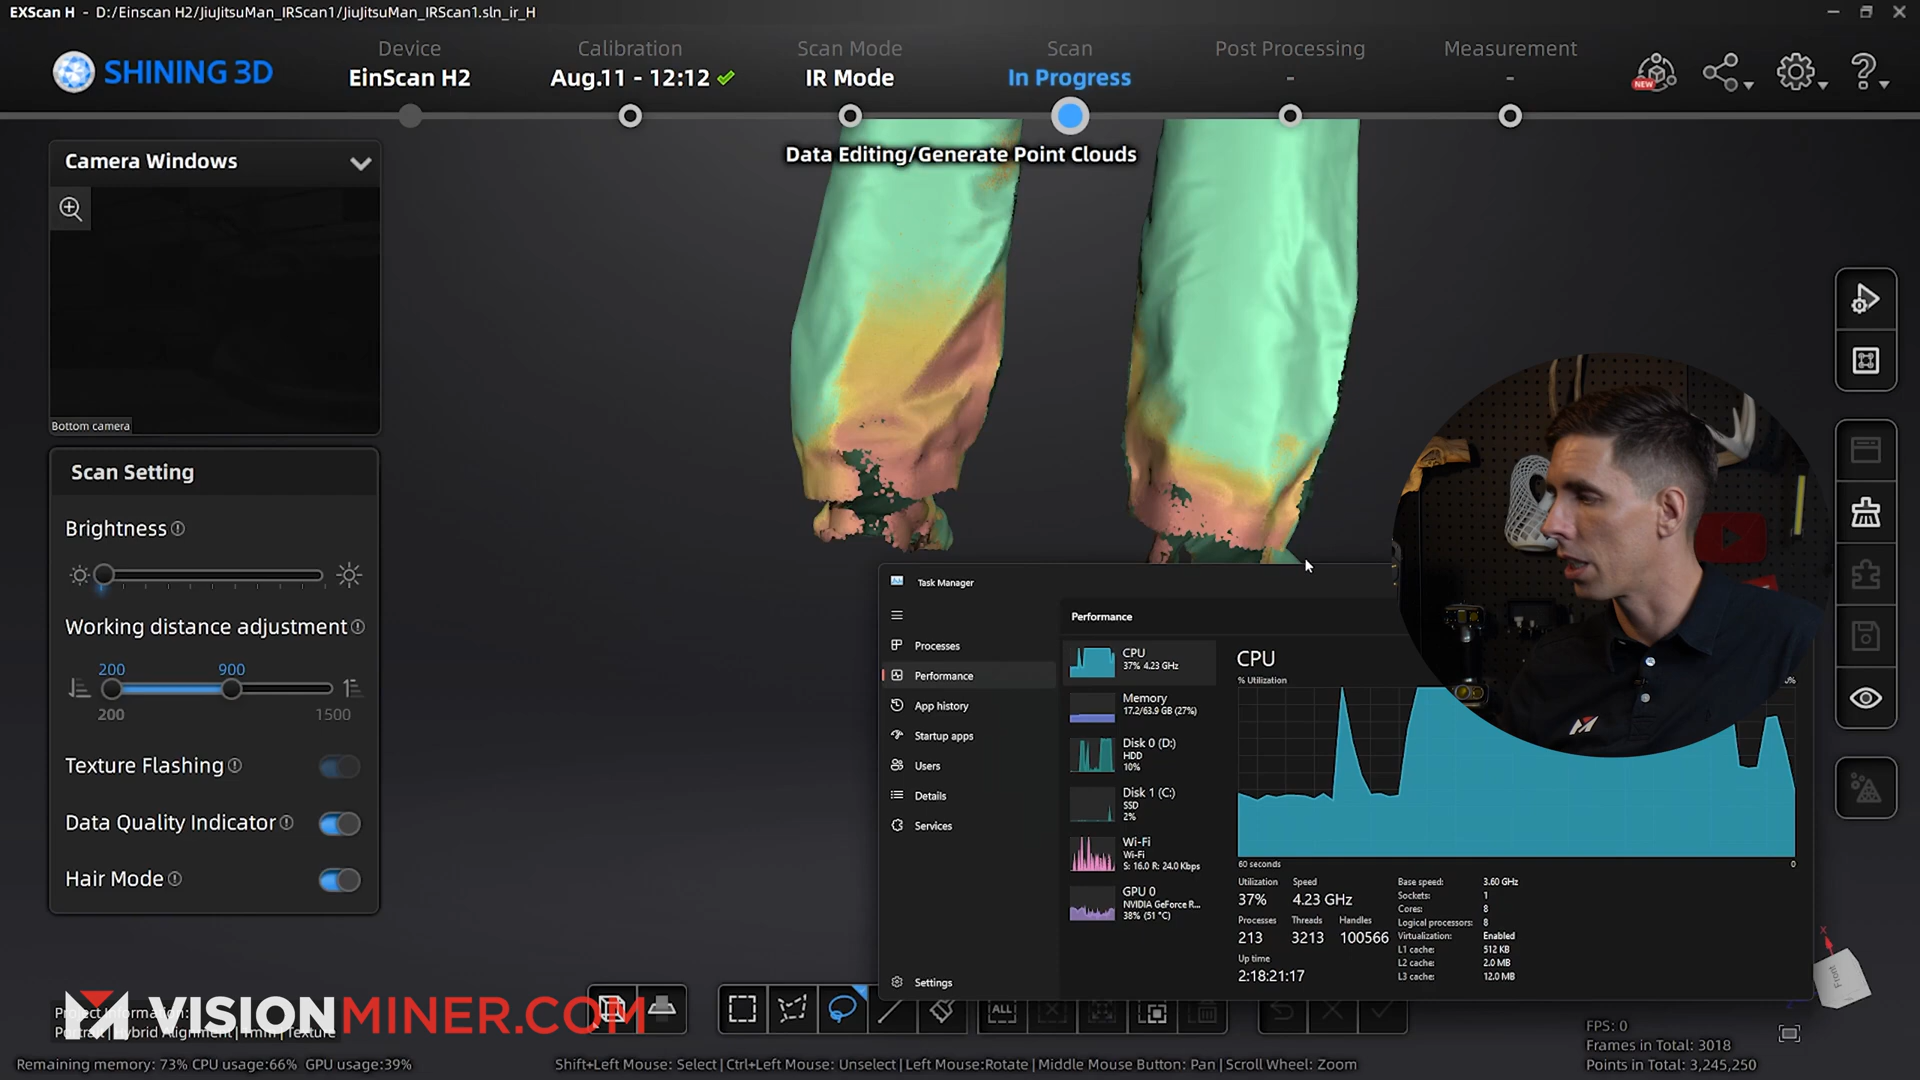 EXScan H - D:/Einscan H2/JiuJitsuMan_IRScan1/JiuJitsuMan_IRScan1.sln_ir_H
SHINING 3D
Device
EinScan H2
Calibration
Aug.11 - 12:12
Scan Mode
IR Mode
Scan
In Progress
Post Processing
-
Measurement
-
NEW
Data Editing/Generate Point Clouds
Camera Windows
Bottom camera
Scan Setting
Brightness
Working distance adjustment
200 900
200 1500
Texture Flashing
Data Quality Indicator
Hair Mode
Task Manager
Processes
Performance
App history
Startup apps
Users
Details
Services
Settings
Performance
CPU
37% 4.23 GHz
Memory
17.2/63.9 GB (27%)
Disk 0 (D:)
HDD
10%
Disk 1 (C:)
SSD
2%
Wi-Fi
Wi-Fi
S: 16.0 R: 24.0 Kbps
GPU 0
NVIDIA GeForce R...
38% (51 °C)
CPU
% Utilization
60 seconds 0
Utilization Speed
37% 4.23 GHz
Processes Threads Handles
213 3213 100566
Up time
2:18:21:17
Base speed: 3.60 GHz
Sockets: 1
Cores: 8
Logical processors: 8
Virtualization: Enabled
L1 cache: 512 KB
L2 cache: 2.0 MB
L3 cache: 12.0 MB
Front
ALL
VISIONMINER.COM
Portrait | Hybrid Alignment | 1mm | Texture
FPS: 0
Frames in Total: 3018
Points in Total: 3,245,250
Remaining memory: 73% CPU usage:66% GPU usage:39%
Shift+Left Mouse: Select | Ctrl+Left Mouse: Unselect | Left Mouse:Rotate | Middle Mouse Button: Pan | Scroll Wheel: Zoom